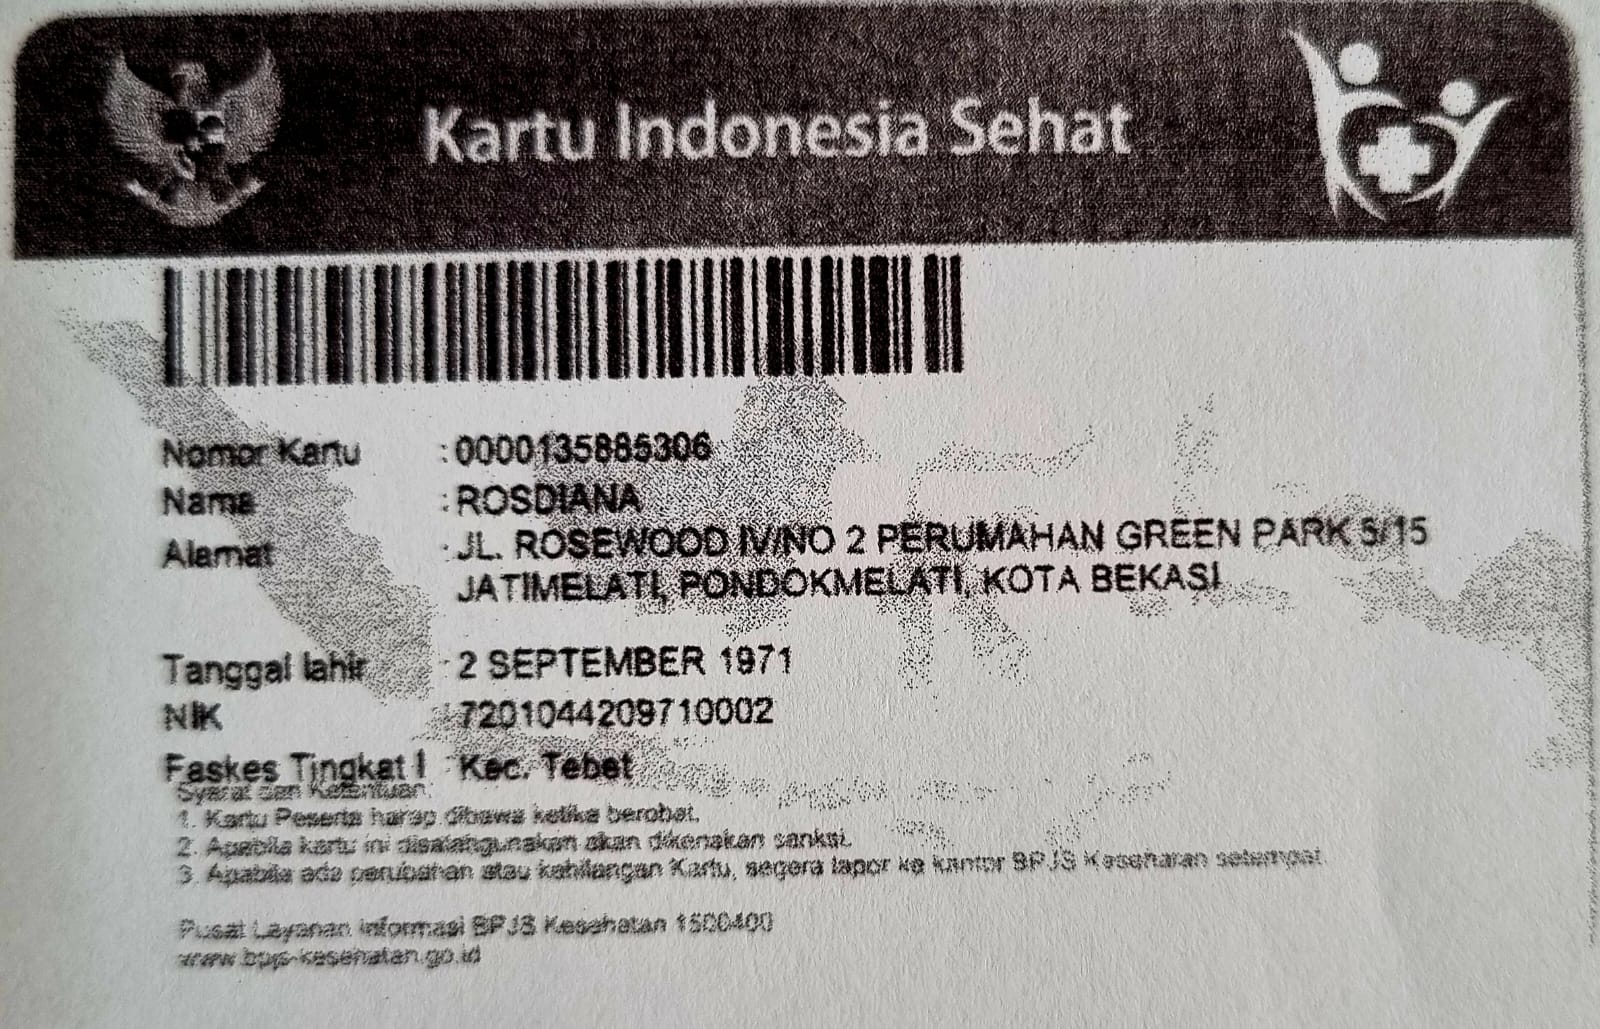 Kartu Indonesia Sehat
Nomor Kartu : 0000135885306
Nama : ROSDIANA
Alamat : JL. ROSEWOOD IV/NO 2 PERUMAHAN GREEN PARK 5/15
JATIMELATI, PONDOKMELATI, KOTA BEKASI
Tanggal lahir : 2 SEPTEMBER 1971
NIK : 7201044209710002
Faskes Tingkat I : Kec. Tebet
Syarat dan Ketentuan:
1. Kartu Peserta harap dibawa ketika berobat.
2. Apabila kartu ini disalahgunakan akan dikenakan sanksi.
3. Apabila ada perubahan atau kehilangan Kartu, segera lapor ke kantor BPJS Kesehatan setempat.
Pusat Layanan Informasi BPJS Kesehatan 1500400
www.bpjs-kesehatan.go.id